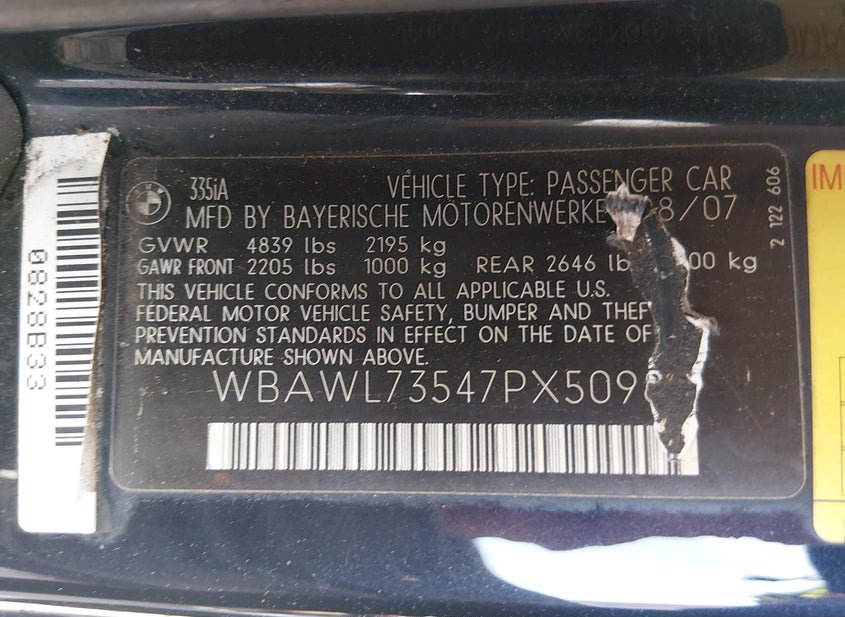 335iA
VEHICLE TYPE: PASSENGER CAR
MFD BY BAYERISCHE MOTORENWERKE 8/07
GVWR 4839 lbs 2195 kg
GAWR FRONT 2205 lbs 1000 kg REAR 2646 lb 00 kg
THIS VEHICLE CONFORMS TO ALL APPLICABLE U.S.
FEDERAL MOTOR VEHICLE SAFETY, BUMPER AND THEF
PREVENTION STANDARDS IN EFFECT ON THE DATE OF
MANUFACTURE SHOWN ABOVE.
WBAWL73547PX509
2 122 606
0828B33
IM